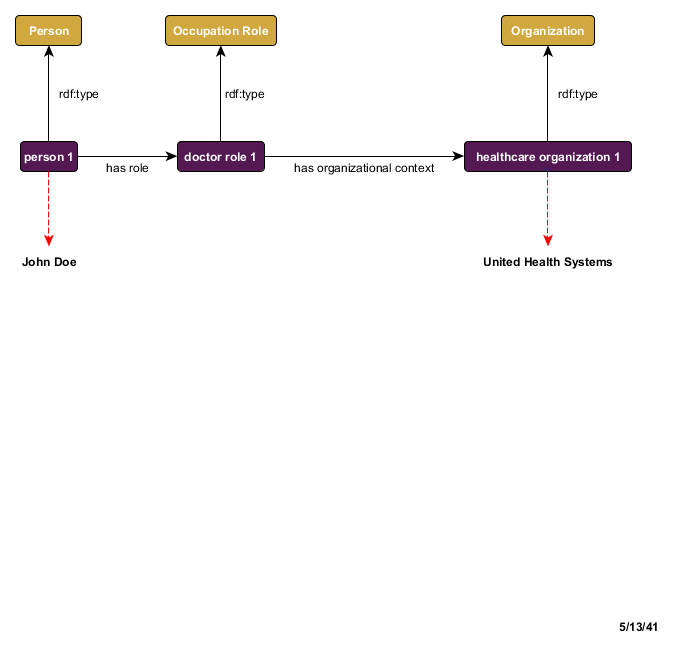 Person
Occupation Role
Organization
rdf:type
rdf:type
rdf:type
person 1
doctor role 1
healthcare organization 1
has role
has organizational context
John Doe
United Health Systems
5/13/41